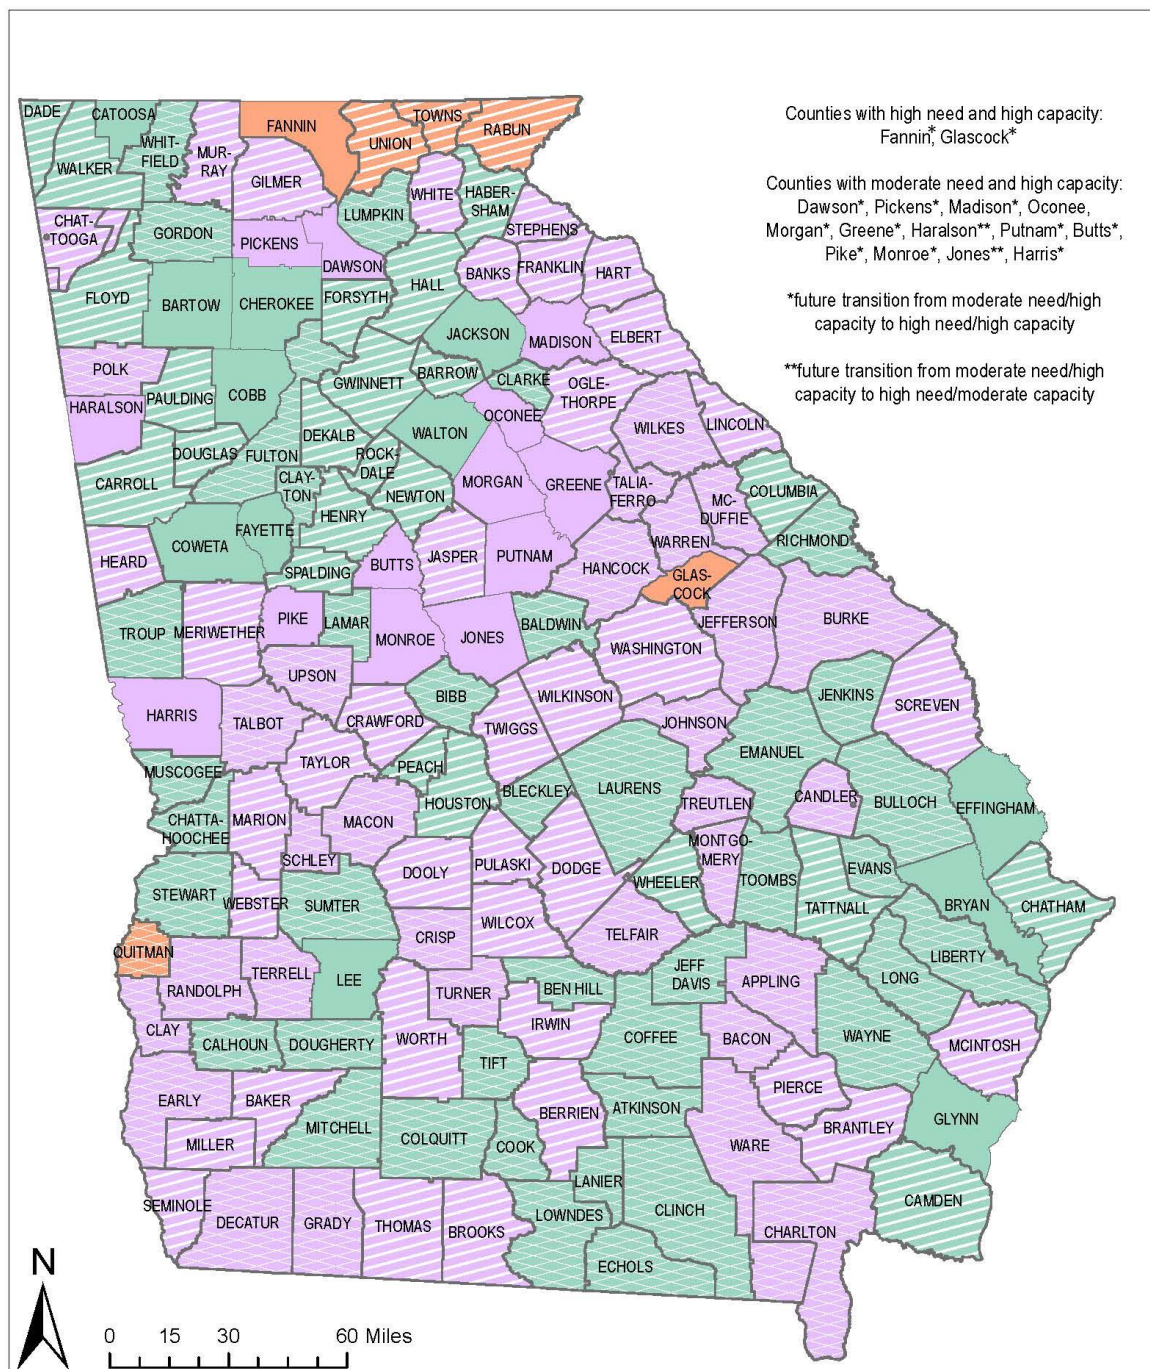 Counties with high need and high capacity:
Fannin*, Glascock*
Counties with moderate need and high capacity:
Dawson*, Pickens*, Madison*, Oconee,
Morgan*, Greene*, Haralson**, Putnam*, Butts*,
Pike*, Monroe*, Jones**, Harris*
*future transition from moderate need/high
capacity to high need/high capacity
**future transition from moderate need/high
capacity to high need/moderate capacity
DADE
CATOOSA
WHIT-
FIELD
WALKER
MUR-
RAY
FANNIN
GILMER
UNION
TOWNS
RABUN
WHITE
HABER-
SHAM
LUMPKIN
STEPHENS
CHAT-
TOOGA
GORDON
PICKENS
DAWSON
BANKS
FRANKLIN
HART
FLOYD
BARTOW
CHEROKEE
FORSYTH
HALL
JACKSON
MADISON
ELBERT
POLK
HARALSON
PAULDING
COBB
GWINNETT
BARROW
CLARKE
OCONEE
OGLE-
THORPE
WILKES
LINCOLN
DOUGLAS
FULTON
DEKALB
ROCK-
DALE
WALTON
CARROLL
CLAY-
TON
HENRY
NEWTON
MORGAN
GREENE
TALIA-
FERRO
MC-
DUFFIE
COLUMBIA
RICHMOND
WARREN
HEARD
COWETA
FAYETTE
SPALDING
BUTTS
JASPER
PUTNAM
HANCOCK
GLAS-
COCK
TROUP
MERIWETHER
PIKE
LAMAR
MONROE
JONES
BALDWIN
WASHINGTON
JEFFERSON
BURKE
UPSON
BIBB
WILKINSON
JENKINS
SCREVEN
HARRIS
TALBOT
CRAWFORD
TWIGGS
JOHNSON
EMANUEL
TAYLOR
PEACH
MUSCOGEE
CHATTA-
HOOCHEE
MARION
MACON
HOUSTON
BLECKLEY
LAURENS
TREUTLEN
CANDLER
BULLOCH
EFFINGHAM
SCHLEY
DOOLY
PULASKI
DODGE
WHEELER
MONTGO-
MERY
TOOMBS
EVANS
TATTNALL
BRYAN
CHATHAM
STEWART
WEBSTER
SUMTER
CRISP
WILCOX
TELFAIR
QUITMAN
RANDOLPH
TERRELL
LEE
TURNER
BEN HILL
JEFF
DAVIS
APPLING
LONG
LIBERTY
CLAY
CALHOUN
DOUGHERTY
WORTH
IRWIN
COFFEE
BACON
WAYNE
MCINTOSH
TIFT
EARLY
BAKER
MITCHELL
MILLER
COLQUITT
COOK
BERRIEN
ATKINSON
PIERCE
WARE
BRANTLEY
GLYNN
LANIER
CLINCH
CHARLTON
CAMDEN
SEMINOLE
DECATUR
GRADY
THOMAS
BROOKS
LOWNDES
ECHOLS
N
0 15 30 60 Miles